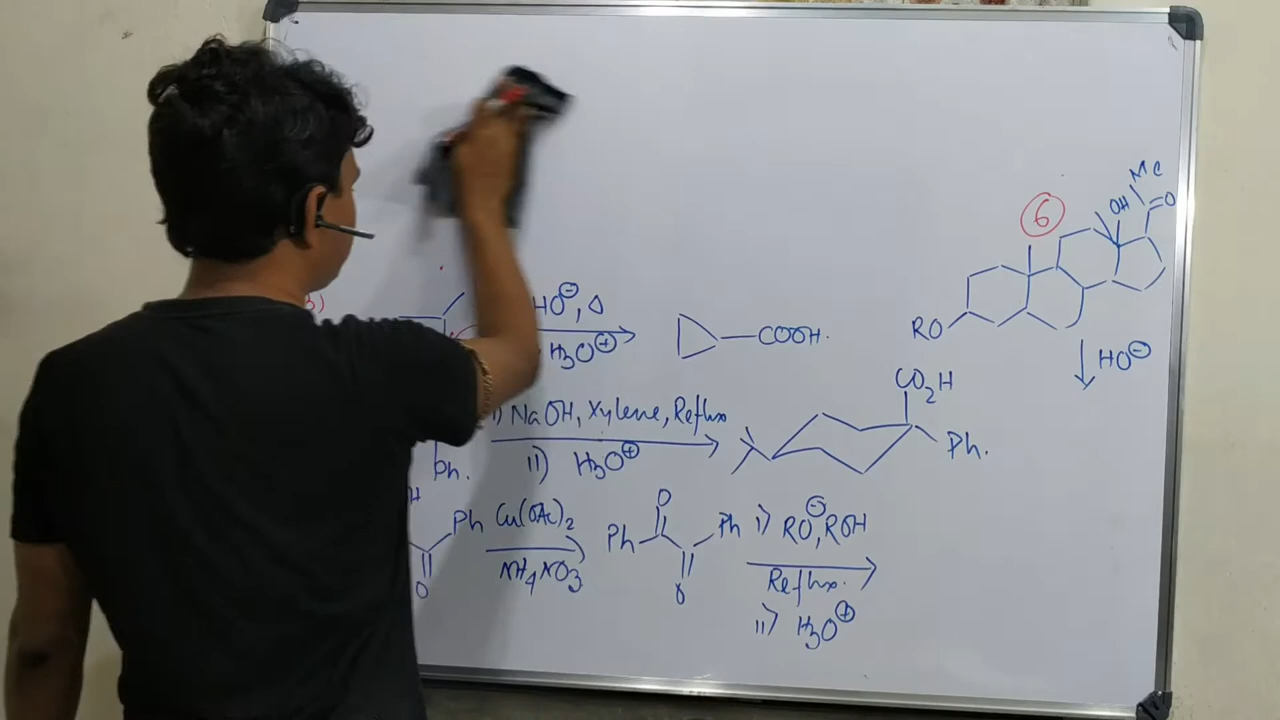 Me
6
OH
O
3)
HO⊖, Δ
H3O⊕
COOH.
RO
HO⊖
CO2H
i) NaOH, Xylene, Reflux
ii) H3O⊕
Ph.
Ph.
H
Ph
Cu(OAc)2
NH4NO3
O
O
Ph
Ph
O
i) RO⊖, ROH
Reflux.
ii) H3O⊕